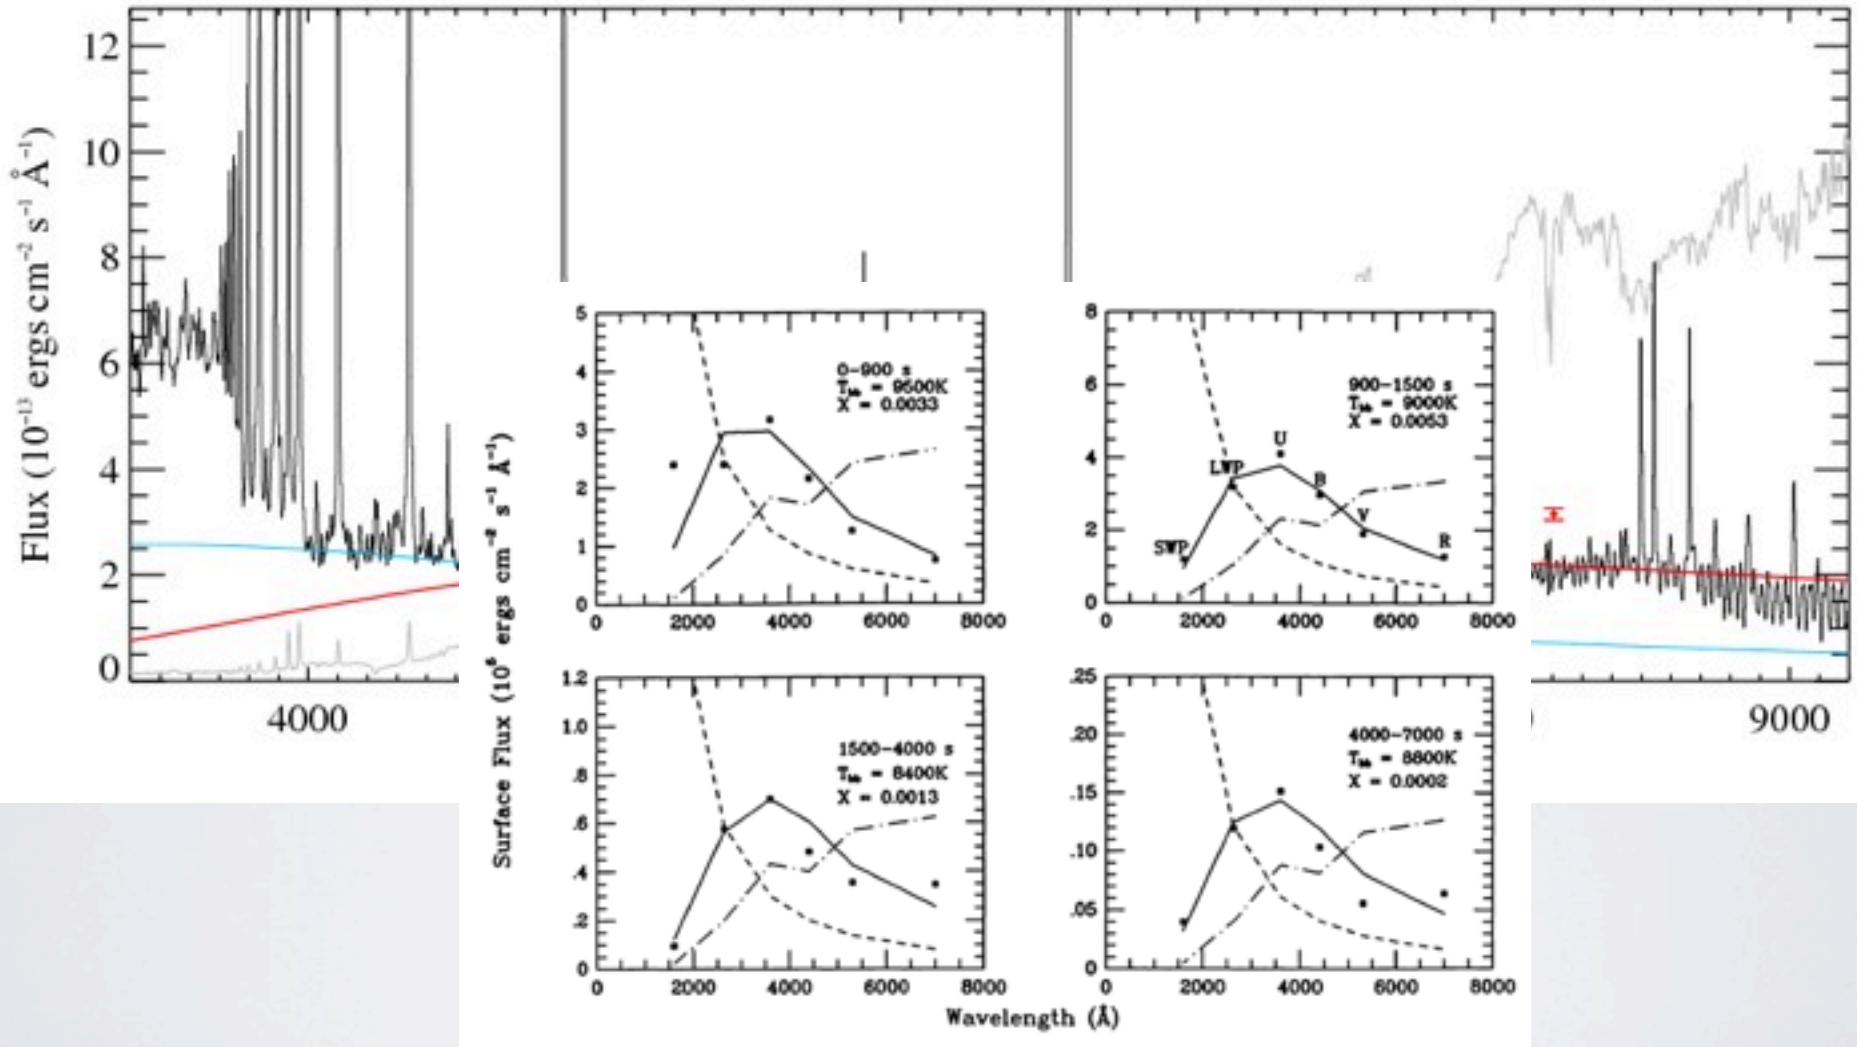 Flux (10⁻¹³ ergs cm⁻² s⁻¹ Å⁻¹)
12
10
8
6
4
2
0
4000
9000
Surface Flux (10⁶ ergs cm⁻² s⁻¹ Å⁻¹)
5
4
3
2
1
0
0 2000 4000 6000 8000
0-900 s
T_bb = 9500K
X = 0.0033
8
6
4
2
0
0 2000 4000 6000 8000
900-1500 s
T_bb = 9000K
X = 0.0053
SWP
LWP
U
B
V
R
1.2
1.0
.8
.6
.4
.2
0
0 2000 4000 6000 8000
1500-4000 s
T_bb = 8400K
X = 0.0013
.25
.20
.15
.10
.05
0
0 2000 4000 6000 8000
4000-7000 s
T_bb = 8800K
X = 0.0002
Wavelength (Å)